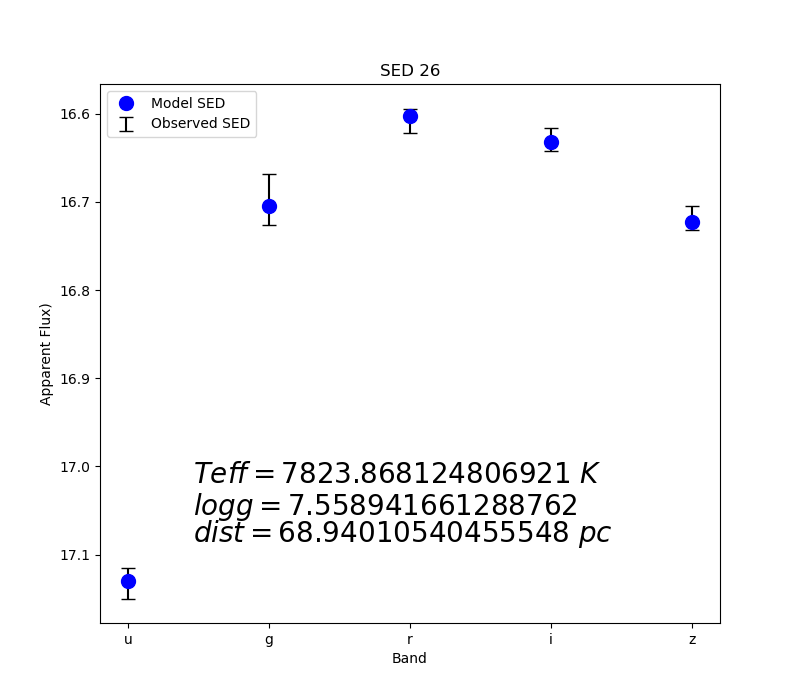 SED 26
Model SED
Observed SED
16.6
16.7
16.8
16.9
17.0
17.1
Apparent Flux)
Teff = 7823.868124806921 K
logg = 7.558941661288762
dist = 68.94010540455548 pc
u g r i z
Band